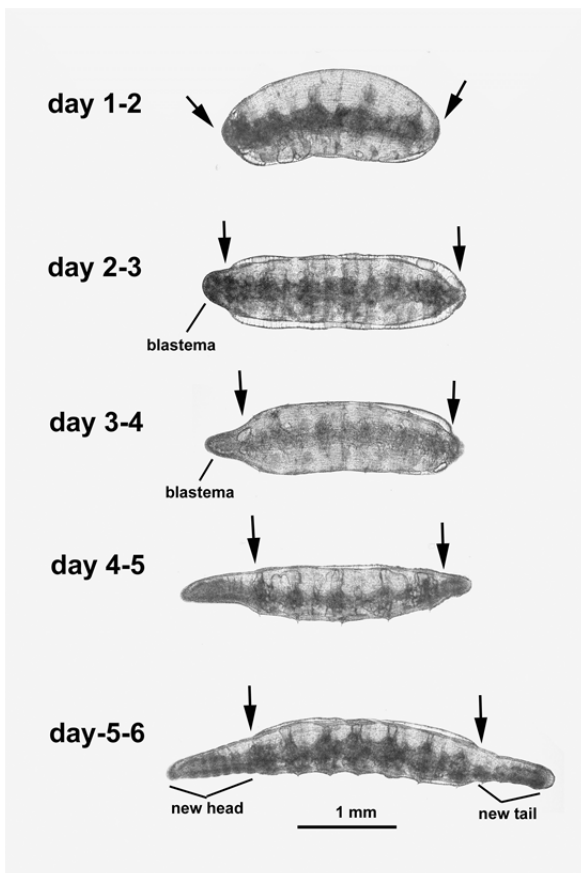 day 1-2
day 2-3
blastema
day 3-4
blastema
day 4-5
day-5-6
new head
1 mm
new tail